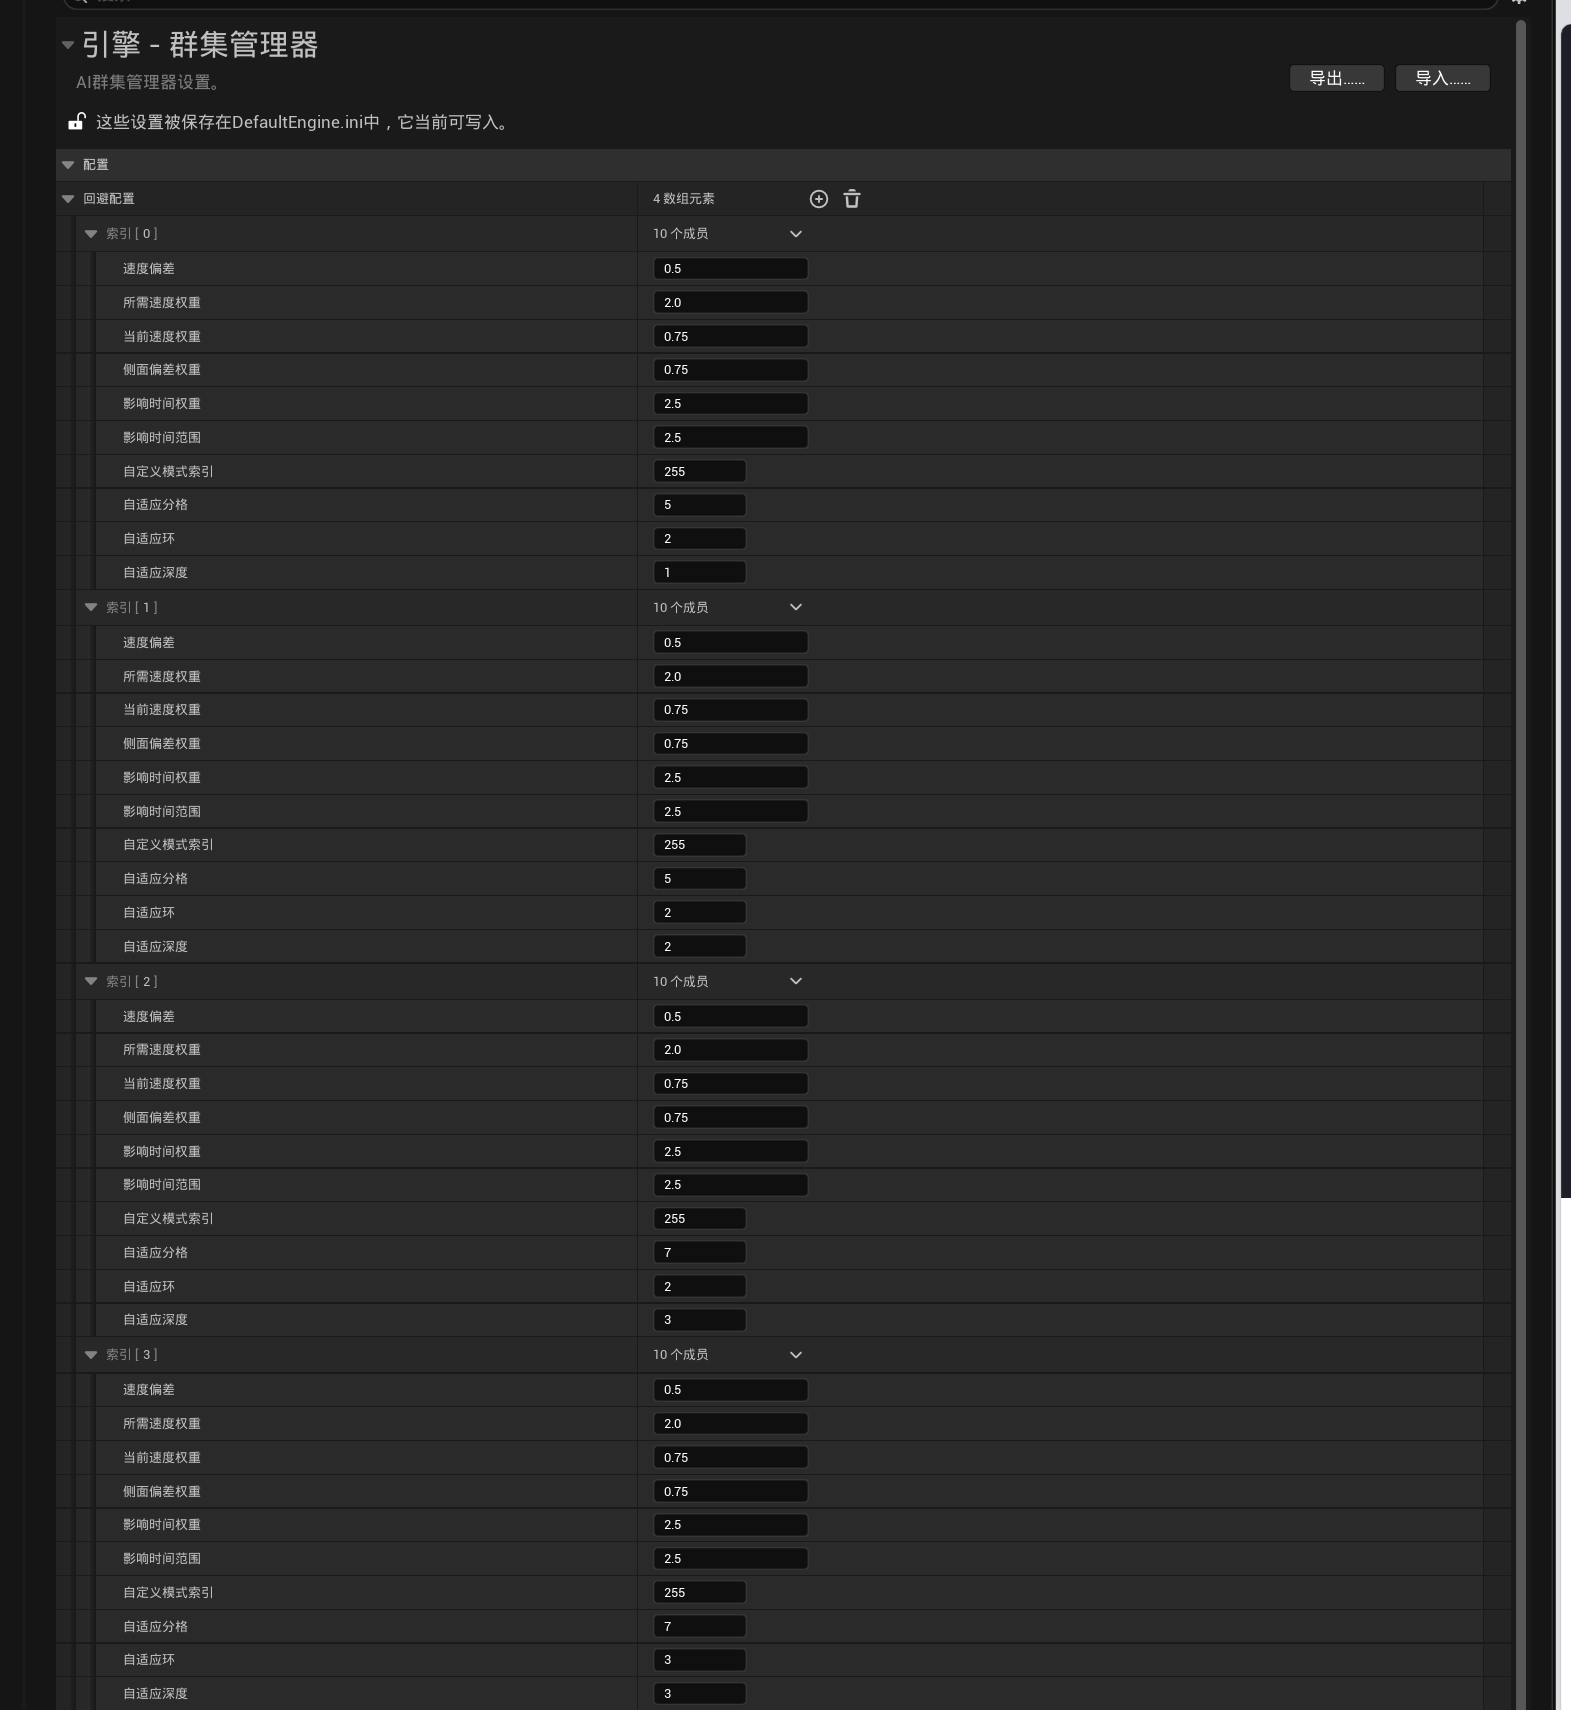 引擎 - 群集管理器
AI群集管理器设置。
导出......
导入......
这些设置被保存在DefaultEngine.ini中，它当前可写入。
配置
回避配置 4 数组元素
索引 [ 0 ] 10 个成员
速度偏差 0.5
所需速度权重 2.0
当前速度权重 0.75
侧面偏差权重 0.75
影响时间权重 2.5
影响时间范围 2.5
自定义模式索引 255
自适应分格 5
自适应环 2
自适应深度 1
索引 [ 1 ] 10 个成员
速度偏差 0.5
所需速度权重 2.0
当前速度权重 0.75
侧面偏差权重 0.75
影响时间权重 2.5
影响时间范围 2.5
自定义模式索引 255
自适应分格 5
自适应环 2
自适应深度 2
索引 [ 2 ] 10 个成员
速度偏差 0.5
所需速度权重 2.0
当前速度权重 0.75
侧面偏差权重 0.75
影响时间权重 2.5
影响时间范围 2.5
自定义模式索引 255
自适应分格 7
自适应环 2
自适应深度 3
索引 [ 3 ] 10 个成员
速度偏差 0.5
所需速度权重 2.0
当前速度权重 0.75
侧面偏差权重 0.75
影响时间权重 2.5
影响时间范围 2.5
自定义模式索引 255
自适应分格 7
自适应环 3
自适应深度 3